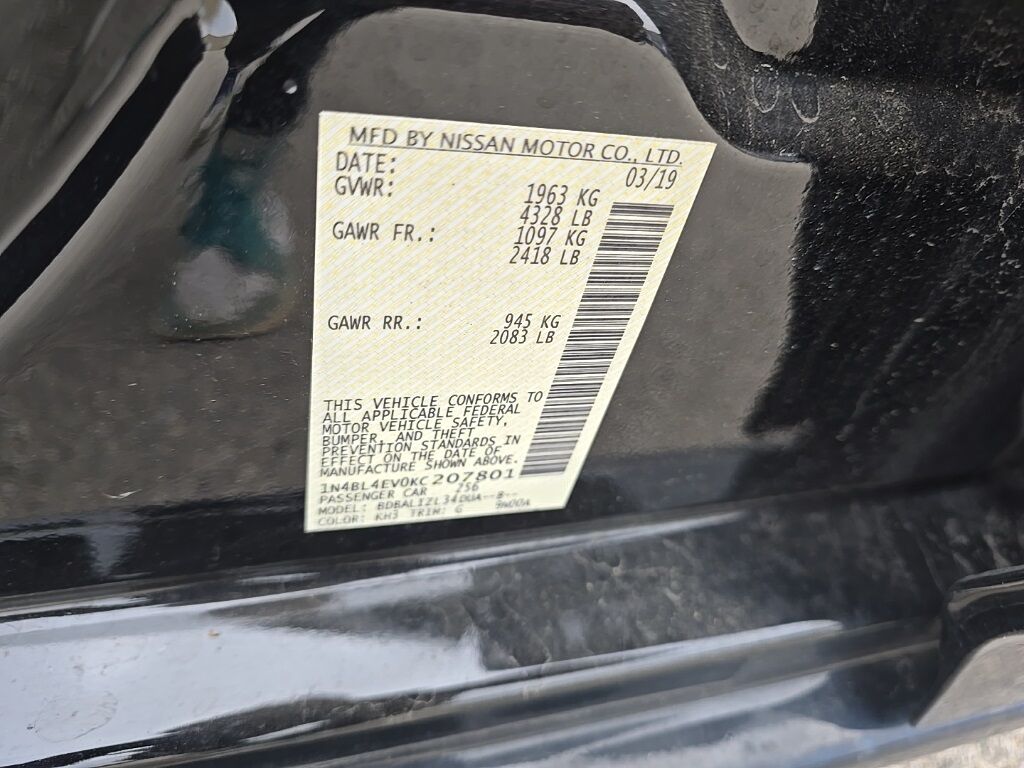 MFD BY NISSAN MOTOR CO., LTD.
DATE: 03/19
GVWR: 1963 KG
4328 LB
GAWR FR.: 1097 KG
2418 LB
GAWR RR.: 945 KG
2083 LB
THIS VEHICLE CONFORMS TO
ALL APPLICABLE FEDERAL
MOTOR VEHICLE SAFETY,
BUMPER, AND THEFT
PREVENTION STANDARDS IN
EFFECT ON THE DATE OF
MANUFACTURE SHOWN ABOVE.
1N4BL4EV0KC207801
PASSENGER CAR 756
MODEL:
COLOR: KH3 TRIM: G